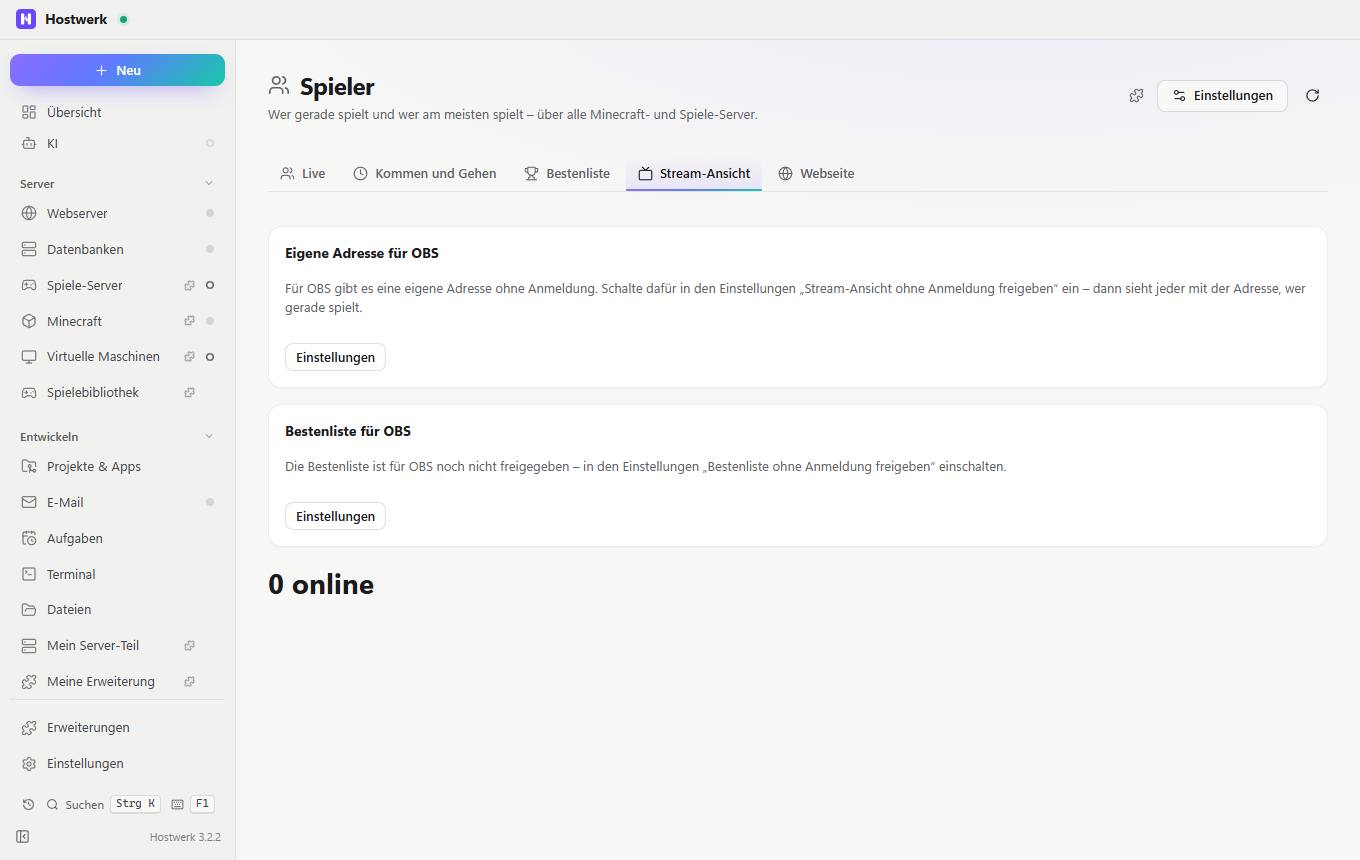 Hostwerk
Neu
Übersicht
KI
Server
Webserver
Datenbanken
Spiele-Server
Minecraft
Virtuelle Maschinen
Spielebibliothek
Entwickeln
Projekte & Apps
E-Mail
Aufgaben
Terminal
Dateien
Mein Server-Teil
Meine Erweiterung
Erweiterungen
Einstellungen
Suchen Strg K F1
Hostwerk 3.2.2
Spieler
Wer gerade spielt und wer am meisten spielt – über alle Minecraft- und Spiele-Server.
Einstellungen
Live Kommen und Gehen Bestenliste Stream-Ansicht Webseite
Eigene Adresse für OBS
Für OBS gibt es eine eigene Adresse ohne Anmeldung. Schalte dafür in den Einstellungen „Stream-Ansicht ohne Anmeldung freigeben“ ein – dann sieht jeder mit der Adresse, wer
gerade spielt.
Einstellungen
Bestenliste für OBS
Die Bestenliste ist für OBS noch nicht freigegeben – in den Einstellungen „Bestenliste ohne Anmeldung freigeben“ einschalten.
Einstellungen
0 online